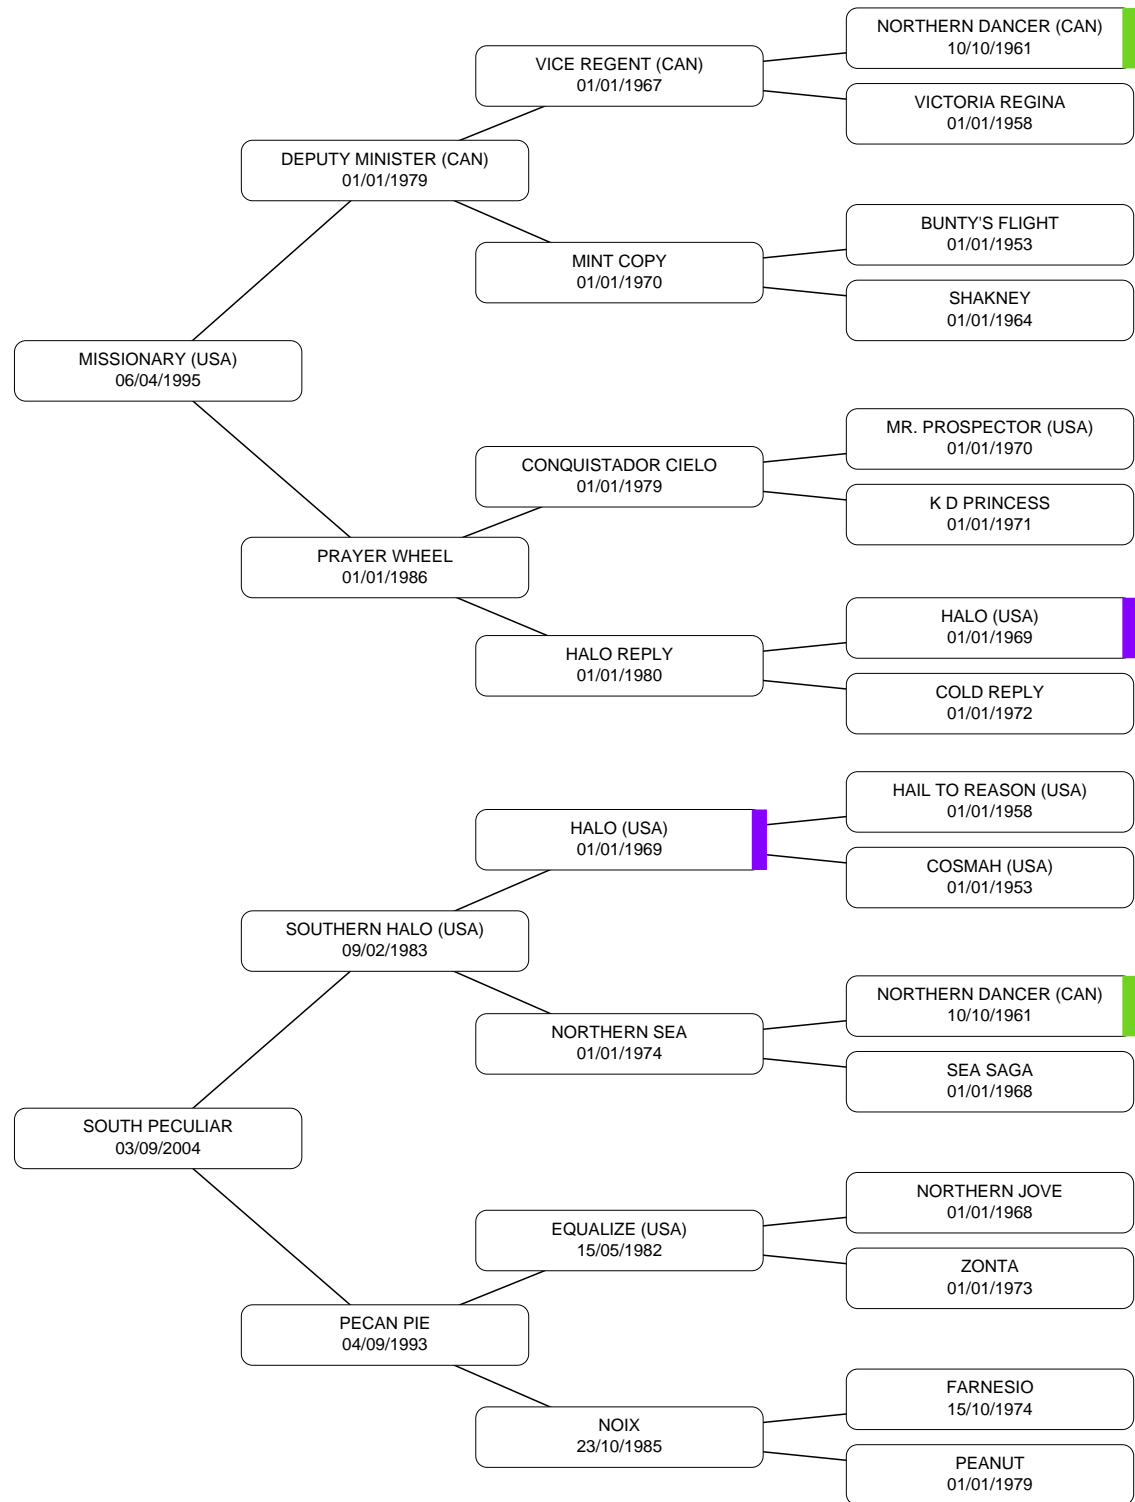 NORTHERN DANCER (CAN)
10/10/1961
VICE REGENT (CAN)
01/01/1967
VICTORIA REGINA
01/01/1958
DEPUTY MINISTER (CAN)
01/01/1979
BUNTY'S FLIGHT
01/01/1953
MINT COPY
01/01/1970
SHAKNEY
01/01/1964
MISSIONARY (USA)
06/04/1995
MR. PROSPECTOR (USA)
01/01/1970
CONQUISTADOR CIELO
01/01/1979
K D PRINCESS
01/01/1971
PRAYER WHEEL
01/01/1986
HALO (USA)
01/01/1969
HALO REPLY
01/01/1980
COLD REPLY
01/01/1972
HAIL TO REASON (USA)
01/01/1958
HALO (USA)
01/01/1969
COSMAH (USA)
01/01/1953
SOUTHERN HALO (USA)
09/02/1983
NORTHERN DANCER (CAN)
10/10/1961
NORTHERN SEA
01/01/1974
SEA SAGA
01/01/1968
SOUTH PECULIAR
03/09/2004
NORTHERN JOVE
01/01/1968
EQUALIZE (USA)
15/05/1982
ZONTA
01/01/1973
PECAN PIE
04/09/1993
FARNESIO
15/10/1974
NOIX
23/10/1985
PEANUT
01/01/1979